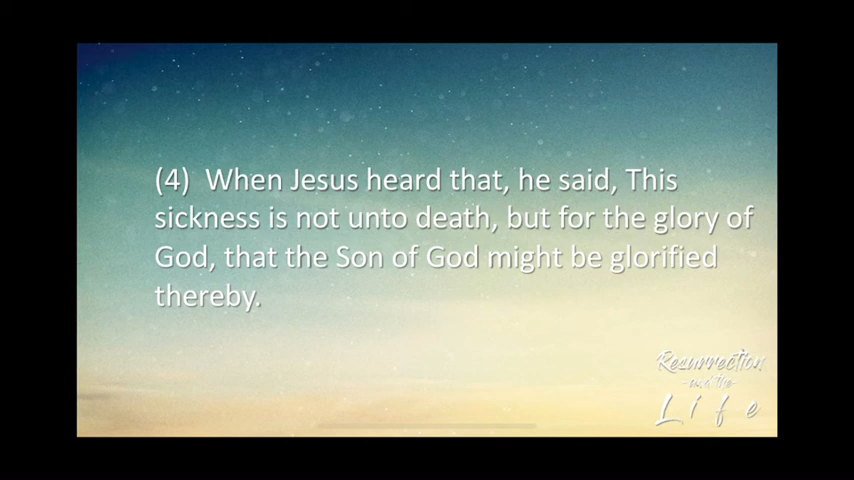 (4) When Jesus heard that, he said, This
sickness is not unto death, but for the glory of
God, that the Son of God might be glorified
thereby.
Resurrection
-and the-
Life